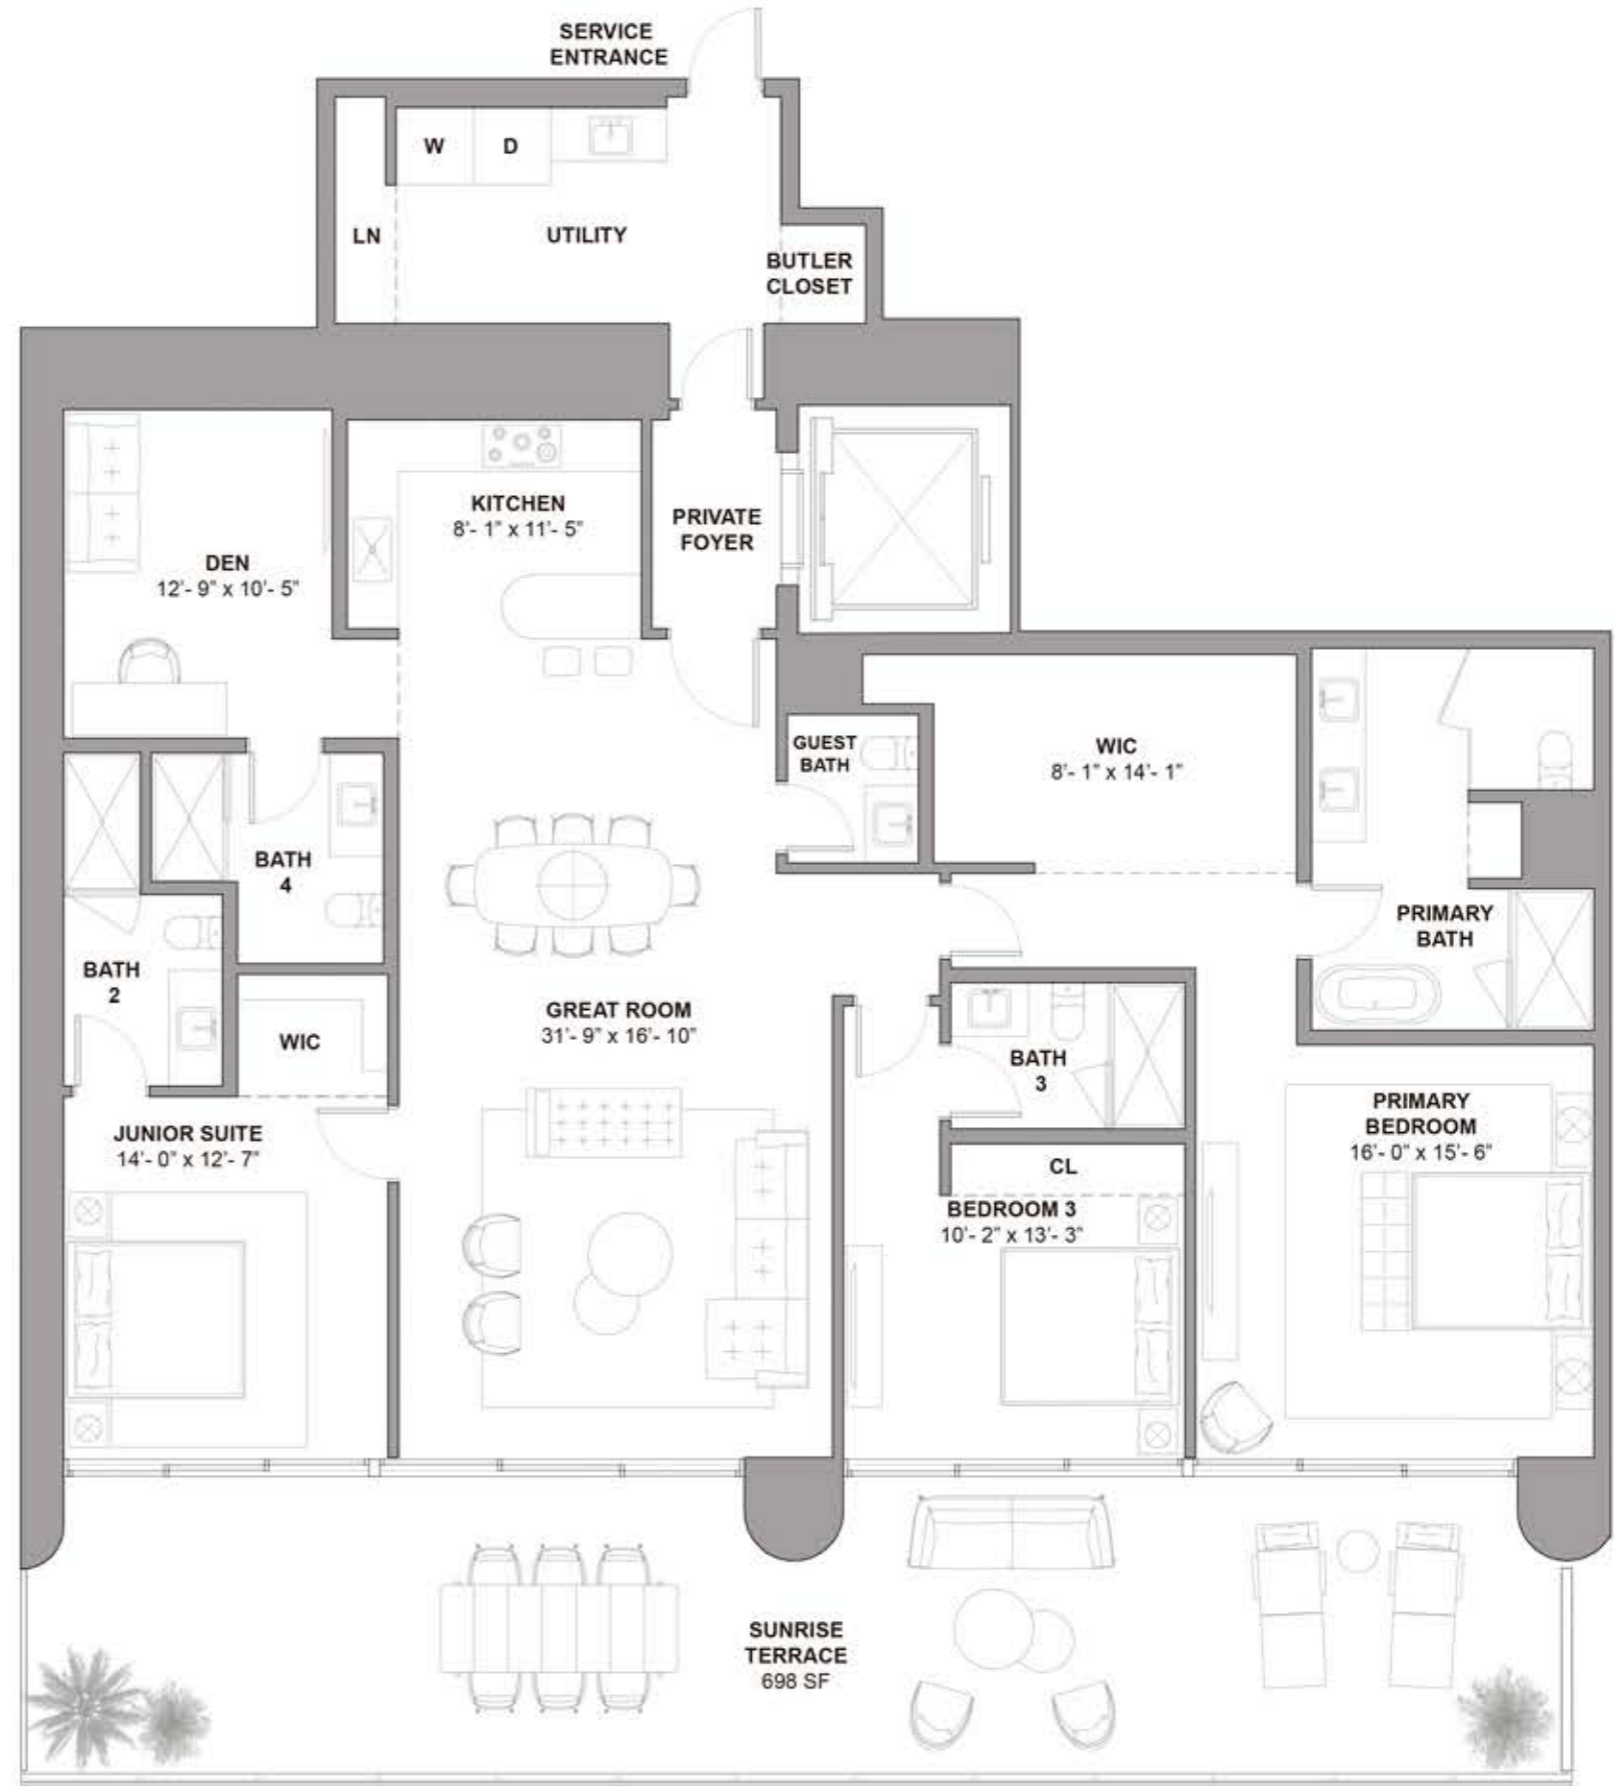 SERVICE
ENTRANCE
W
D
LN
UTILITY
BUTLER
CLOSET
KITCHEN
8'- 1" x 11'- 5"
PRIVATE
FOYER
DEN
12'- 9" x 10'- 5"
GUEST
BATH
WIC
8'- 1" x 14'- 1"
BATH
4
PRIMARY
BATH
BATH
2
GREAT ROOM
31'- 9" x 16'- 10"
WIC
BATH
3
PRIMARY
BEDROOM
16'- 0" x 15'- 6"
JUNIOR SUITE
14'- 0" x 12'- 7"
CL
BEDROOM 3
10'- 2" x 13'- 3"
SUNRISE
TERRACE
698 SF